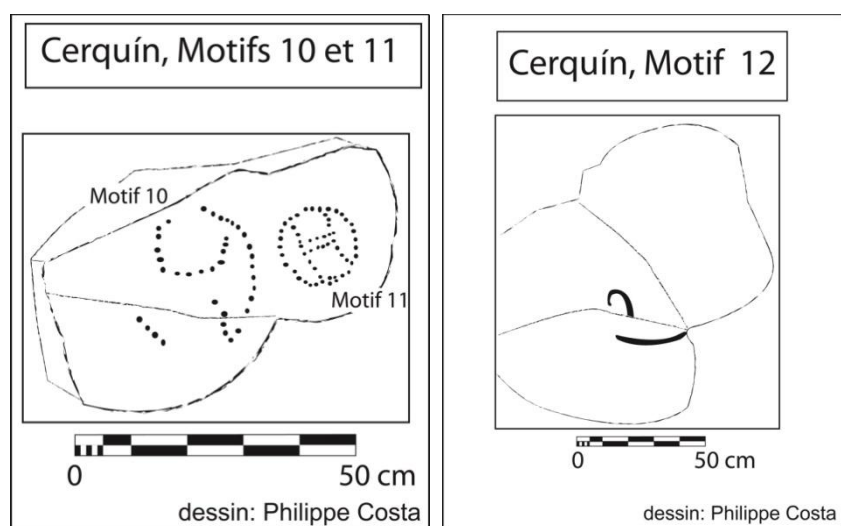 Cerquín, Motifs 10 et 11
Motif 10
Motif 11
0
50 cm
dessin: Philippe Costa
Cerquín, Motif 12
0
50 cm
dessin: Philippe Costa